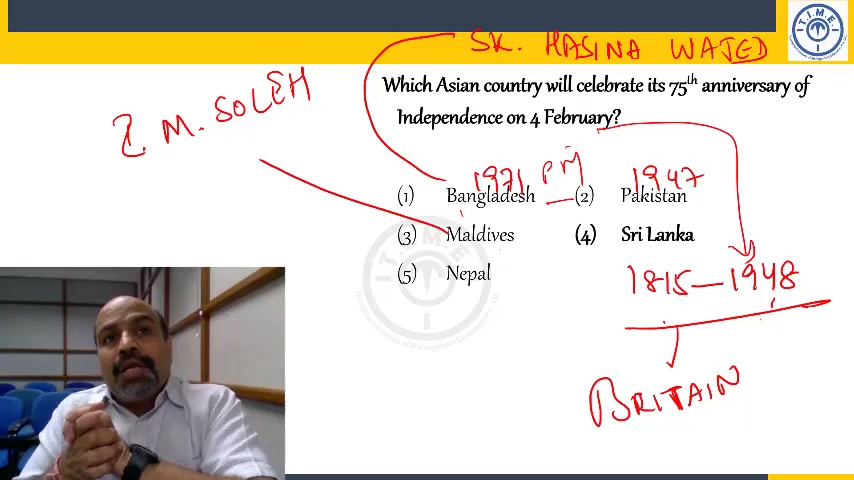 T.I.M.E.
SK. HASINA WAJED
Which Asian country will celebrate its 75th anniversary of
Independence on 4 February?
I. M. SOLEH
1971 PM
1947
(1) Bangladesh
(2) Pakistan
(3) Maldives
(4) Sri Lanka
(5) Nepal
1815–1948
BRITAIN